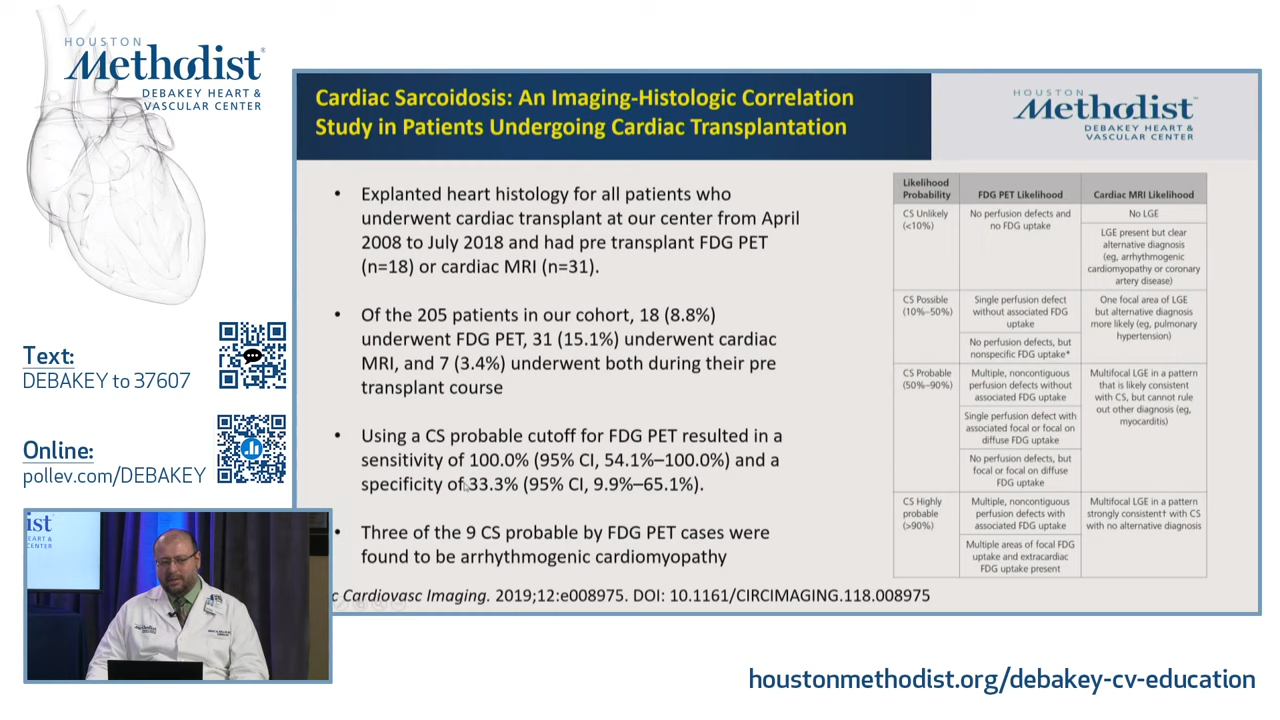 HOUSTON
Methodist®
DEBAKEY HEART &
VASCULAR CENTER
Text:
DEBAKEY to 37607
Online:
pollev.com/DEBAKEY
Cardiac Sarcoidosis: An Imaging-Histologic Correlation
Study in Patients Undergoing Cardiac Transplantation
HOUSTON
Methodist
DEBAKEY HEART &
VASCULAR CENTER
• Explanted heart histology for all patients who
underwent cardiac transplant at our center from April
2008 to July 2018 and had pre transplant FDG PET
(n=18) or cardiac MRI (n=31).
• Of the 205 patients in our cohort, 18 (8.8%)
underwent FDG PET, 31 (15.1%) underwent cardiac
MRI, and 7 (3.4%) underwent both during their pre
transplant course
• Using a CS probable cutoff for FDG PET resulted in a
sensitivity of 100.0% (95% CI, 54.1%–100.0%) and a
specificity of 33.3% (95% CI, 9.9%–65.1%).
• Three of the 9 CS probable by FDG PET cases were
found to be arrhythmogenic cardiomyopathy
c Cardiovasc Imaging. 2019;12:e008975. DOI: 10.1161/CIRCIMAGING.118.008975
Likelihood
Probability
FDG PET Likelihood
Cardiac MRI Likelihood
CS Unlikely
(<10%)
No perfusion defects and
no FDG uptake
No LGE
LGE present but clear
alternative diagnosis
(eg, arrhythmogenic
cardiomyopathy or coronary
artery disease)
CS Possible
(10%–50%)
Single perfusion defect
without associated FDG
uptake
No perfusion defects, but
nonspecific FDG uptake*
One focal area of LGE
but alternative diagnosis
more likely (eg, pulmonary
hypertension)
CS Probable
(50%–90%)
Multiple, noncontiguous
perfusion defects without
associated FDG uptake
Single perfusion defect with
associated focal or focal on
diffuse FDG uptake
No perfusion defects, but
focal or focal on diffuse
FDG uptake
Multifocal LGE in a pattern
that is likely consistent
with CS, but cannot rule
out other diagnosis (eg,
myocarditis)
CS Highly
probable
(>90%)
Multiple, noncontiguous
perfusion defects with
associated FDG uptake
Multiple areas of focal FDG
uptake and extracardiac
FDG uptake present
Multifocal LGE in a pattern
strongly consistent† with CS
with no alternative diagnosis
ist
EART &
CENTER
houstonmethodist.org/debakey-cv-education